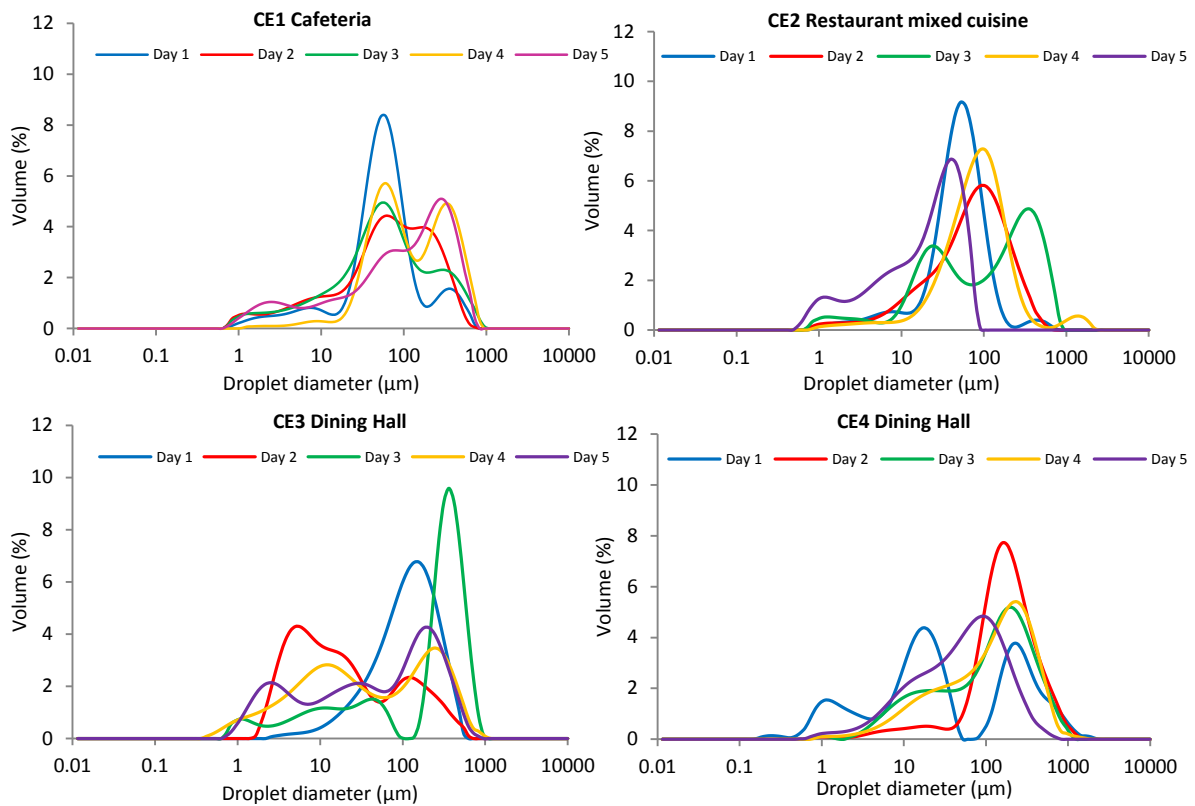 CE1 Cafeteria
Day 1 Day 2 Day 3 Day 4 Day 5
Volume (%)
12
10
8
6
4
2
0
0.01 0.1 1 10 100 1000 10000
Droplet diameter (µm)
CE2 Restaurant mixed cuisine
Day 1 Day 2 Day 3 Day 4 Day 5
Volume (%)
12
10
8
6
4
2
0
0.01 0.1 1 10 100 1000 10000
Droplet diameter (µm)
CE3 Dining Hall
Day 1 Day 2 Day 3 Day 4 Day 5
Volume (%)
12
10
8
6
4
2
0
0.01 0.1 1 10 100 1000 10000
Droplet diameter (µm)
CE4 Dining Hall
Day 1 Day 2 Day 3 Day 4 Day 5
Volume (%)
12
10
8
6
4
2
0
0.01 0.1 1 10 100 1000 10000
Droplet diameter (µm)